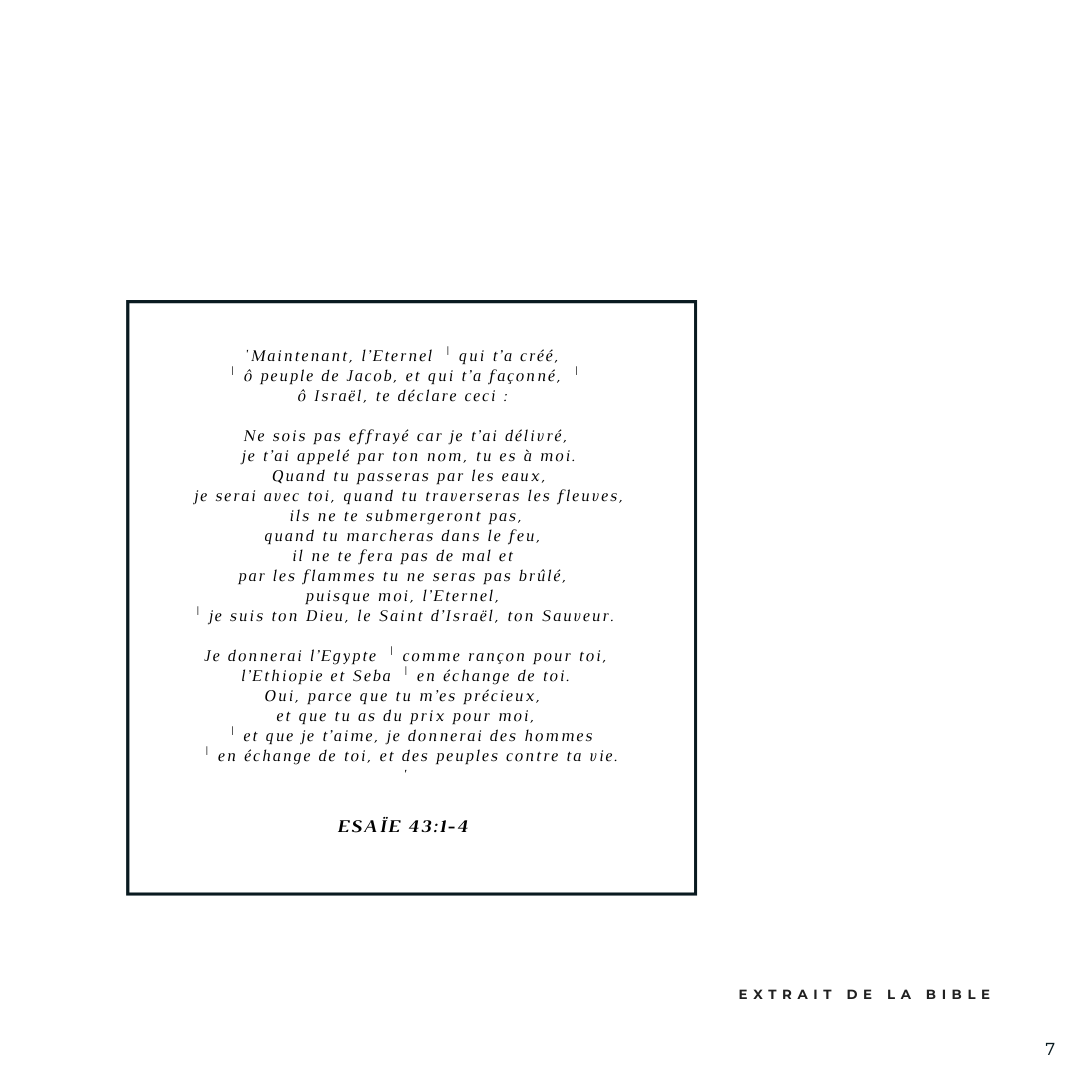 'Maintenant, l'Eternel ╵ qui t'a créé,
╵ ô peuple de Jacob, et qui t'a façonné, ╵
ô Israël, te déclare ceci :
Ne sois pas effrayé car je t'ai délivré,
je t'ai appelé par ton nom, tu es à moi.
Quand tu passeras par les eaux,
je serai avec toi, quand tu traverseras les fleuves,
ils ne te submergeront pas,
quand tu marcheras dans le feu,
il ne te fera pas de mal et
par les flammes tu ne seras pas brûlé,
puisque moi, l'Eternel,
╵ je suis ton Dieu, le Saint d'Israël, ton Sauveur.
Je donnerai l'Egypte ╵ comme rançon pour toi,
l'Ethiopie et Seba ╵ en échange de toi.
Oui, parce que tu m'es précieux,
et que tu as du prix pour moi,
╵ et que je t'aime, je donnerai des hommes
╵ en échange de toi, et des peuples contre ta vie.
'
ESAÏE 43:1-4
EXTRAIT DE LA BIBLE
7